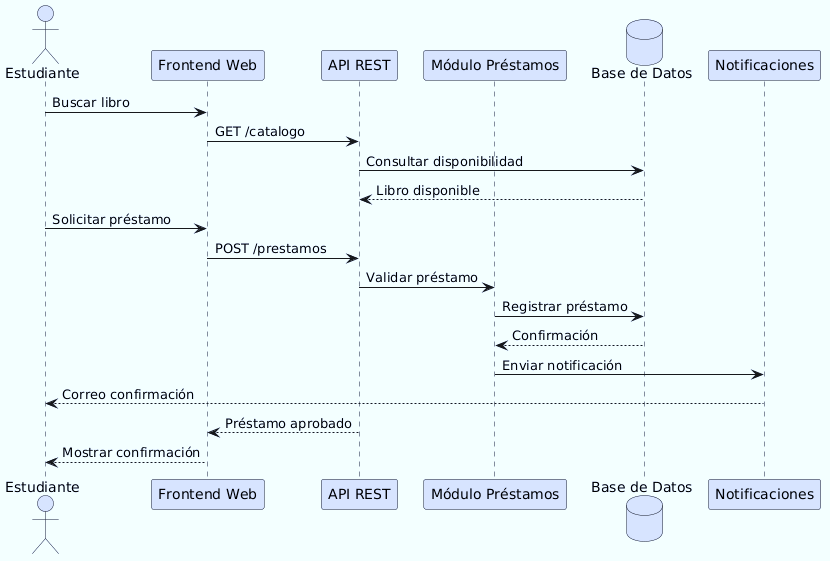 Estudiante
Frontend Web
API REST
Módulo Préstamos
Base de Datos
Notificaciones
Buscar libro
GET /catalogo
Consultar disponibilidad
Libro disponible
Solicitar préstamo
POST /prestamos
Validar préstamo
Registrar préstamo
Confirmación
Enviar notificación
Correo confirmación
Préstamo aprobado
Mostrar confirmación
Estudiante
Frontend Web
API REST
Módulo Préstamos
Base de Datos
Notificaciones